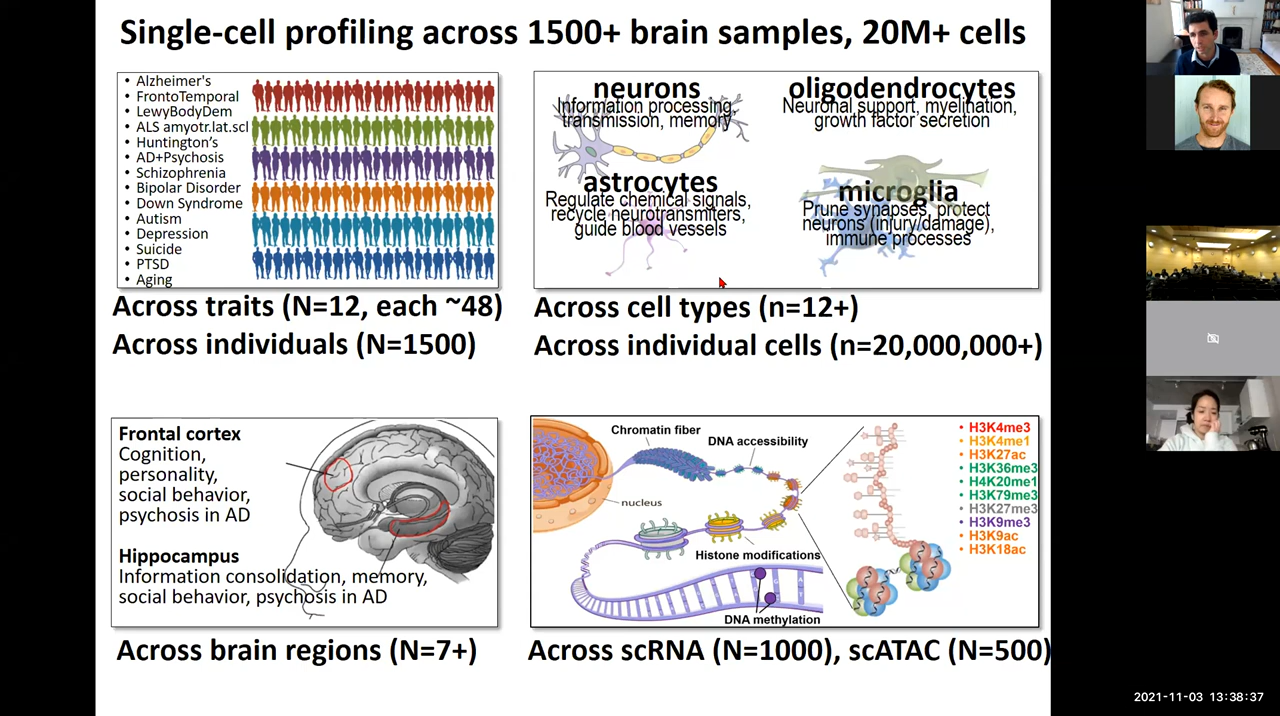 Single-cell profiling across 1500+ brain samples, 20M+ cells
• Alzheimer's
• FrontoTemporal
• LewyBodyDem
• ALS amyotr.lat.scl
• Huntington's
• AD+Psychosis
• Schizophrenia
• Bipolar Disorder
• Down Syndrome
• Autism
• Depression
• Suicide
• PTSD
• Aging
Across traits (N=12, each ~48)
Across individuals (N=1500)
neurons
Information processing,
transmission, memory
oligodendrocytes
Neuronal support, myelination,
growth factor secretion
astrocytes
Regulate chemical signals,
recycle neurotransmiters,
guide blood vessels
microglia
Prune synapses, protect
neurons (injury/damage),
immune processes
Across cell types (n=12+)
Across individual cells (n=20,000,000+)
Frontal cortex
Cognition,
personality,
social behavior,
psychosis in AD
Hippocampus
Information consolidation, memory,
social behavior, psychosis in AD
Across brain regions (N=7+)
Chromatin fiber
DNA accessibility
nucleus
Histone modifications
DNA methylation
• H3K4me3
• H3K4me1
• H3K27ac
• H3K36me3
• H4K20me1
• H3K79me3
• H3K27me3
• H3K9me3
• H3K9ac
• H3K18ac
Across scRNA (N=1000), scATAC (N=500)
2021-11-03 13:38:37